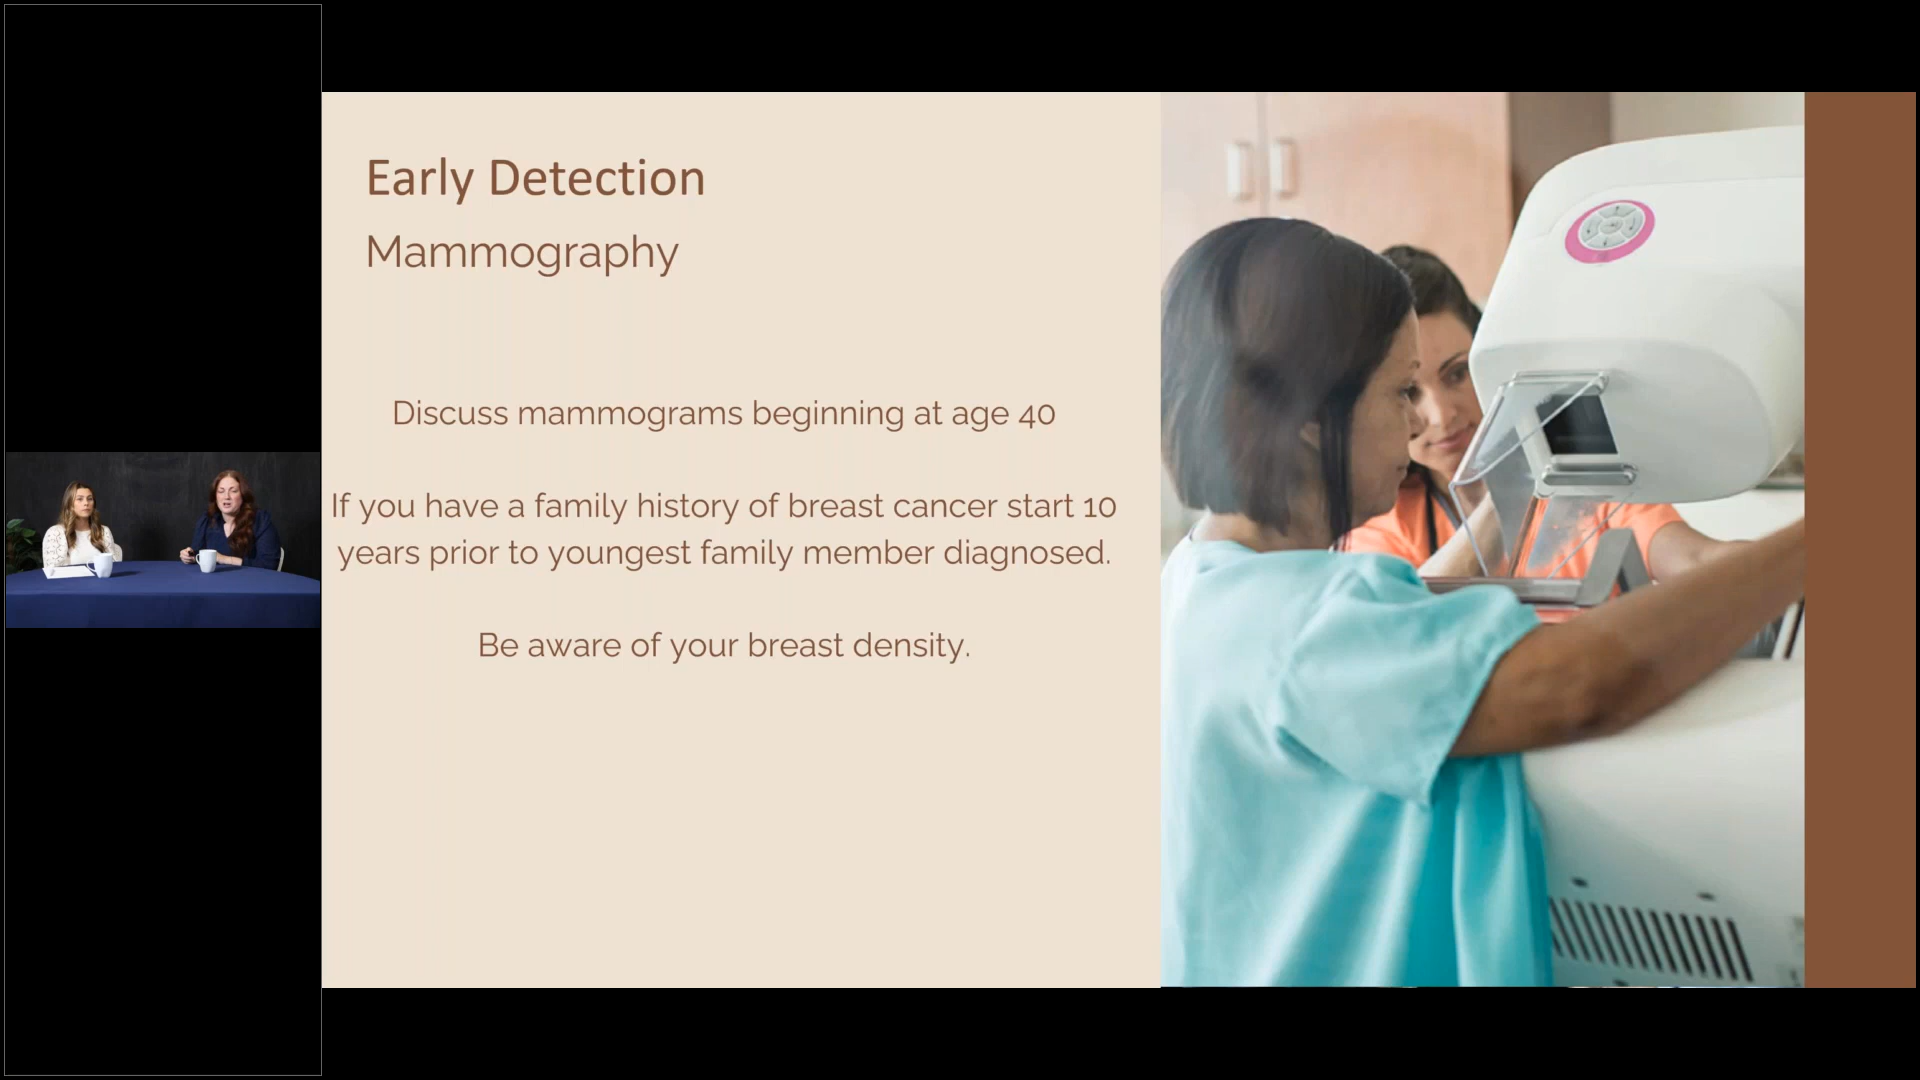 Early Detection
Mammography
Discuss mammograms beginning at age 40
If you have a family history of breast cancer start 10
years prior to youngest family member diagnosed.
Be aware of your breast density.